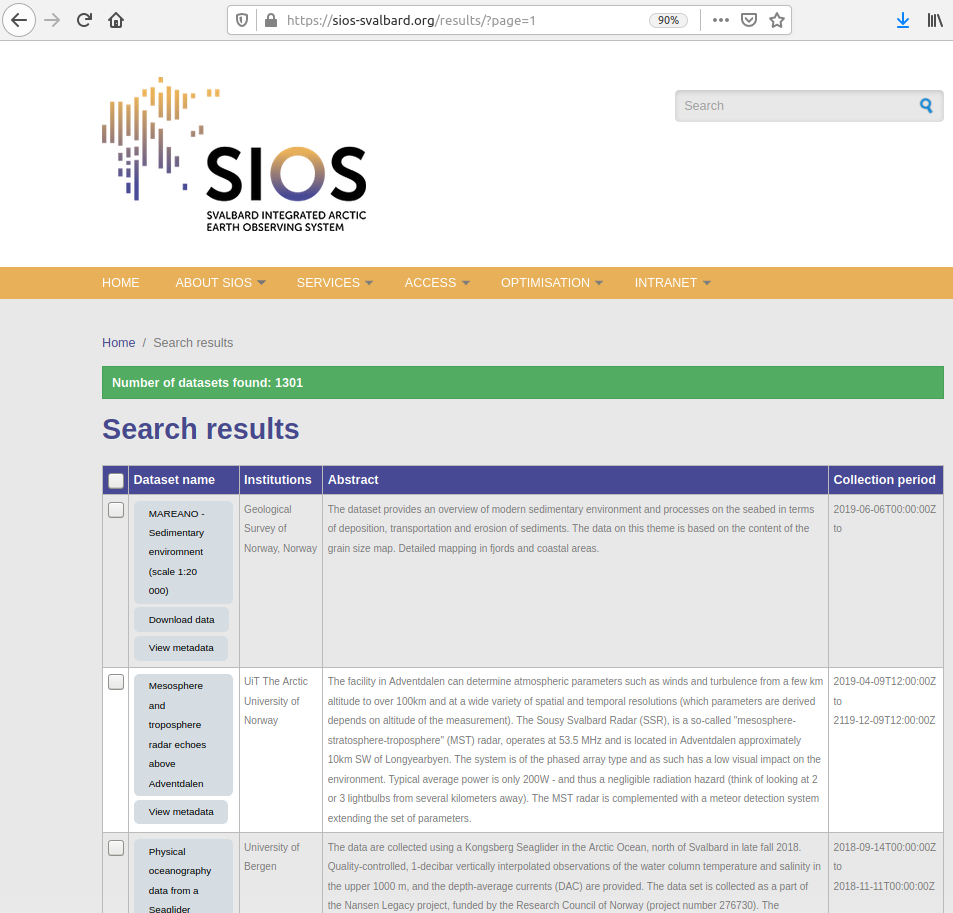 https://sios-svalbard.org/results/?page=1
90%
Search
SIOS
SVALBARD INTEGRATED ARCTIC
EARTH OBSERVING SYSTEM
HOME ABOUT SIOS SERVICES ACCESS OPTIMISATION INTRANET
Home / Search results
Number of datasets found: 1301
Search results
Dataset name Institutions Abstract Collection period
MAREANO -
Sedimentary
enviromnent
(scale 1:20
000)
Download data
View metadata
Geological
Survey of
Norway, Norway
The dataset provides an overview of modern sedimentary environment and processes on the seabed in terms
of deposition, transportation and erosion of sediments. The data on this theme is based on the content of the
grain size map. Detailed mapping in fjords and coastal areas.
2019-06-06T00:00:00Z
to
Mesosphere
and
troposphere
radar echoes
above
Adventdalen
View metadata
UiT The Arctic
University of
Norway
The facility in Adventdalen can determine atmospheric parameters such as winds and turbulence from a few km
altitude to over 100km and at a wide variety of spatial and temporal resolutions (which parameters are derived
depends on altitude of the measurement). The Sousy Svalbard Radar (SSR), is a so-called "mesosphere-
stratosphere-troposphere" (MST) radar, operates at 53.5 MHz and is located in Adventdalen approximately
10km SW of Longyearbyen. The system is of the phased array type and as such has a low visual impact on the
environment. Typical average power is only 200W - and thus a negligible radiation hazard (think of looking at 2
or 3 lightbulbs from several kilometers away). The MST radar is complemented with a meteor detection system
extending the set of parameters.
2019-04-09T12:00:00Z
to
2119-12-09T12:00:00Z
Physical
oceanography
data from a
Seaglider
University of
Bergen
The data are collected using a Kongsberg Seaglider in the Arctic Ocean, north of Svalbard in late fall 2018.
Quality-controlled, 1-decibar vertically interpolated observations of the water column temperature and salinity in
the upper 1000 m, and the depth-average currents (DAC) are provided. The data set is collected as a part of
the Nansen Legacy project, funded by the Research Council of Norway (project number 276730). The
2018-09-14T00:00:00Z
to
2018-11-11T00:00:00Z